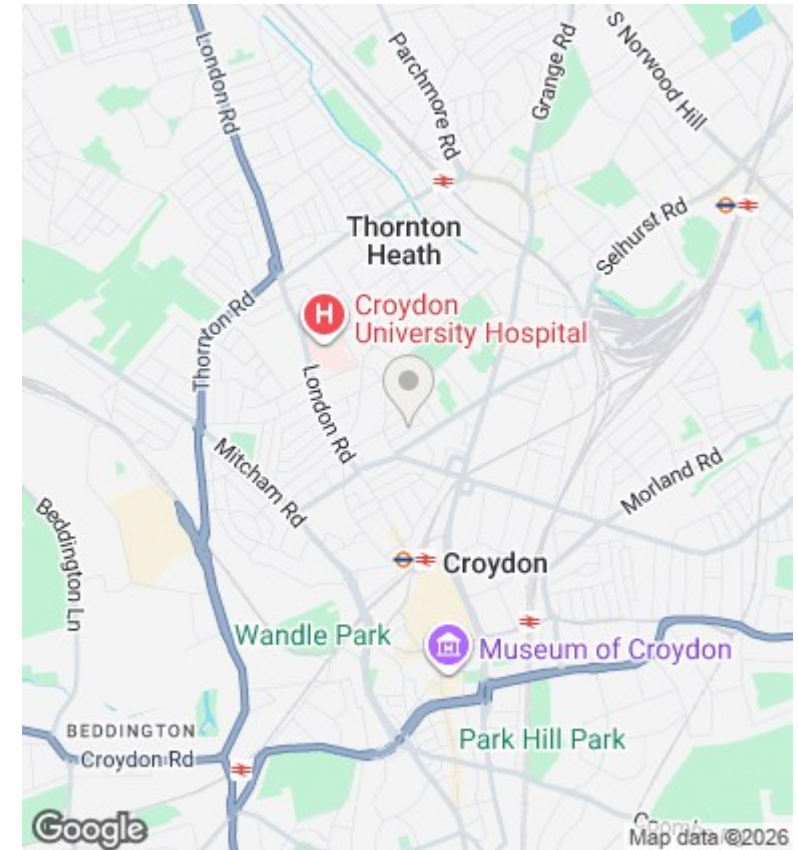 London Rd
Parchmore Rd
Grange Rd
S Norwood Hill
Thornton
Heath
Selhurst Rd
H
Croydon
University Hospital
Thornton Rd
London Rd
Mitcham Rd
Morland Rd
Beddington Ln
Croydon
Wandle Park
Museum of Croydon
BEDDINGTON
Croydon Rd
Park Hill Park
Google
Map data ©2026